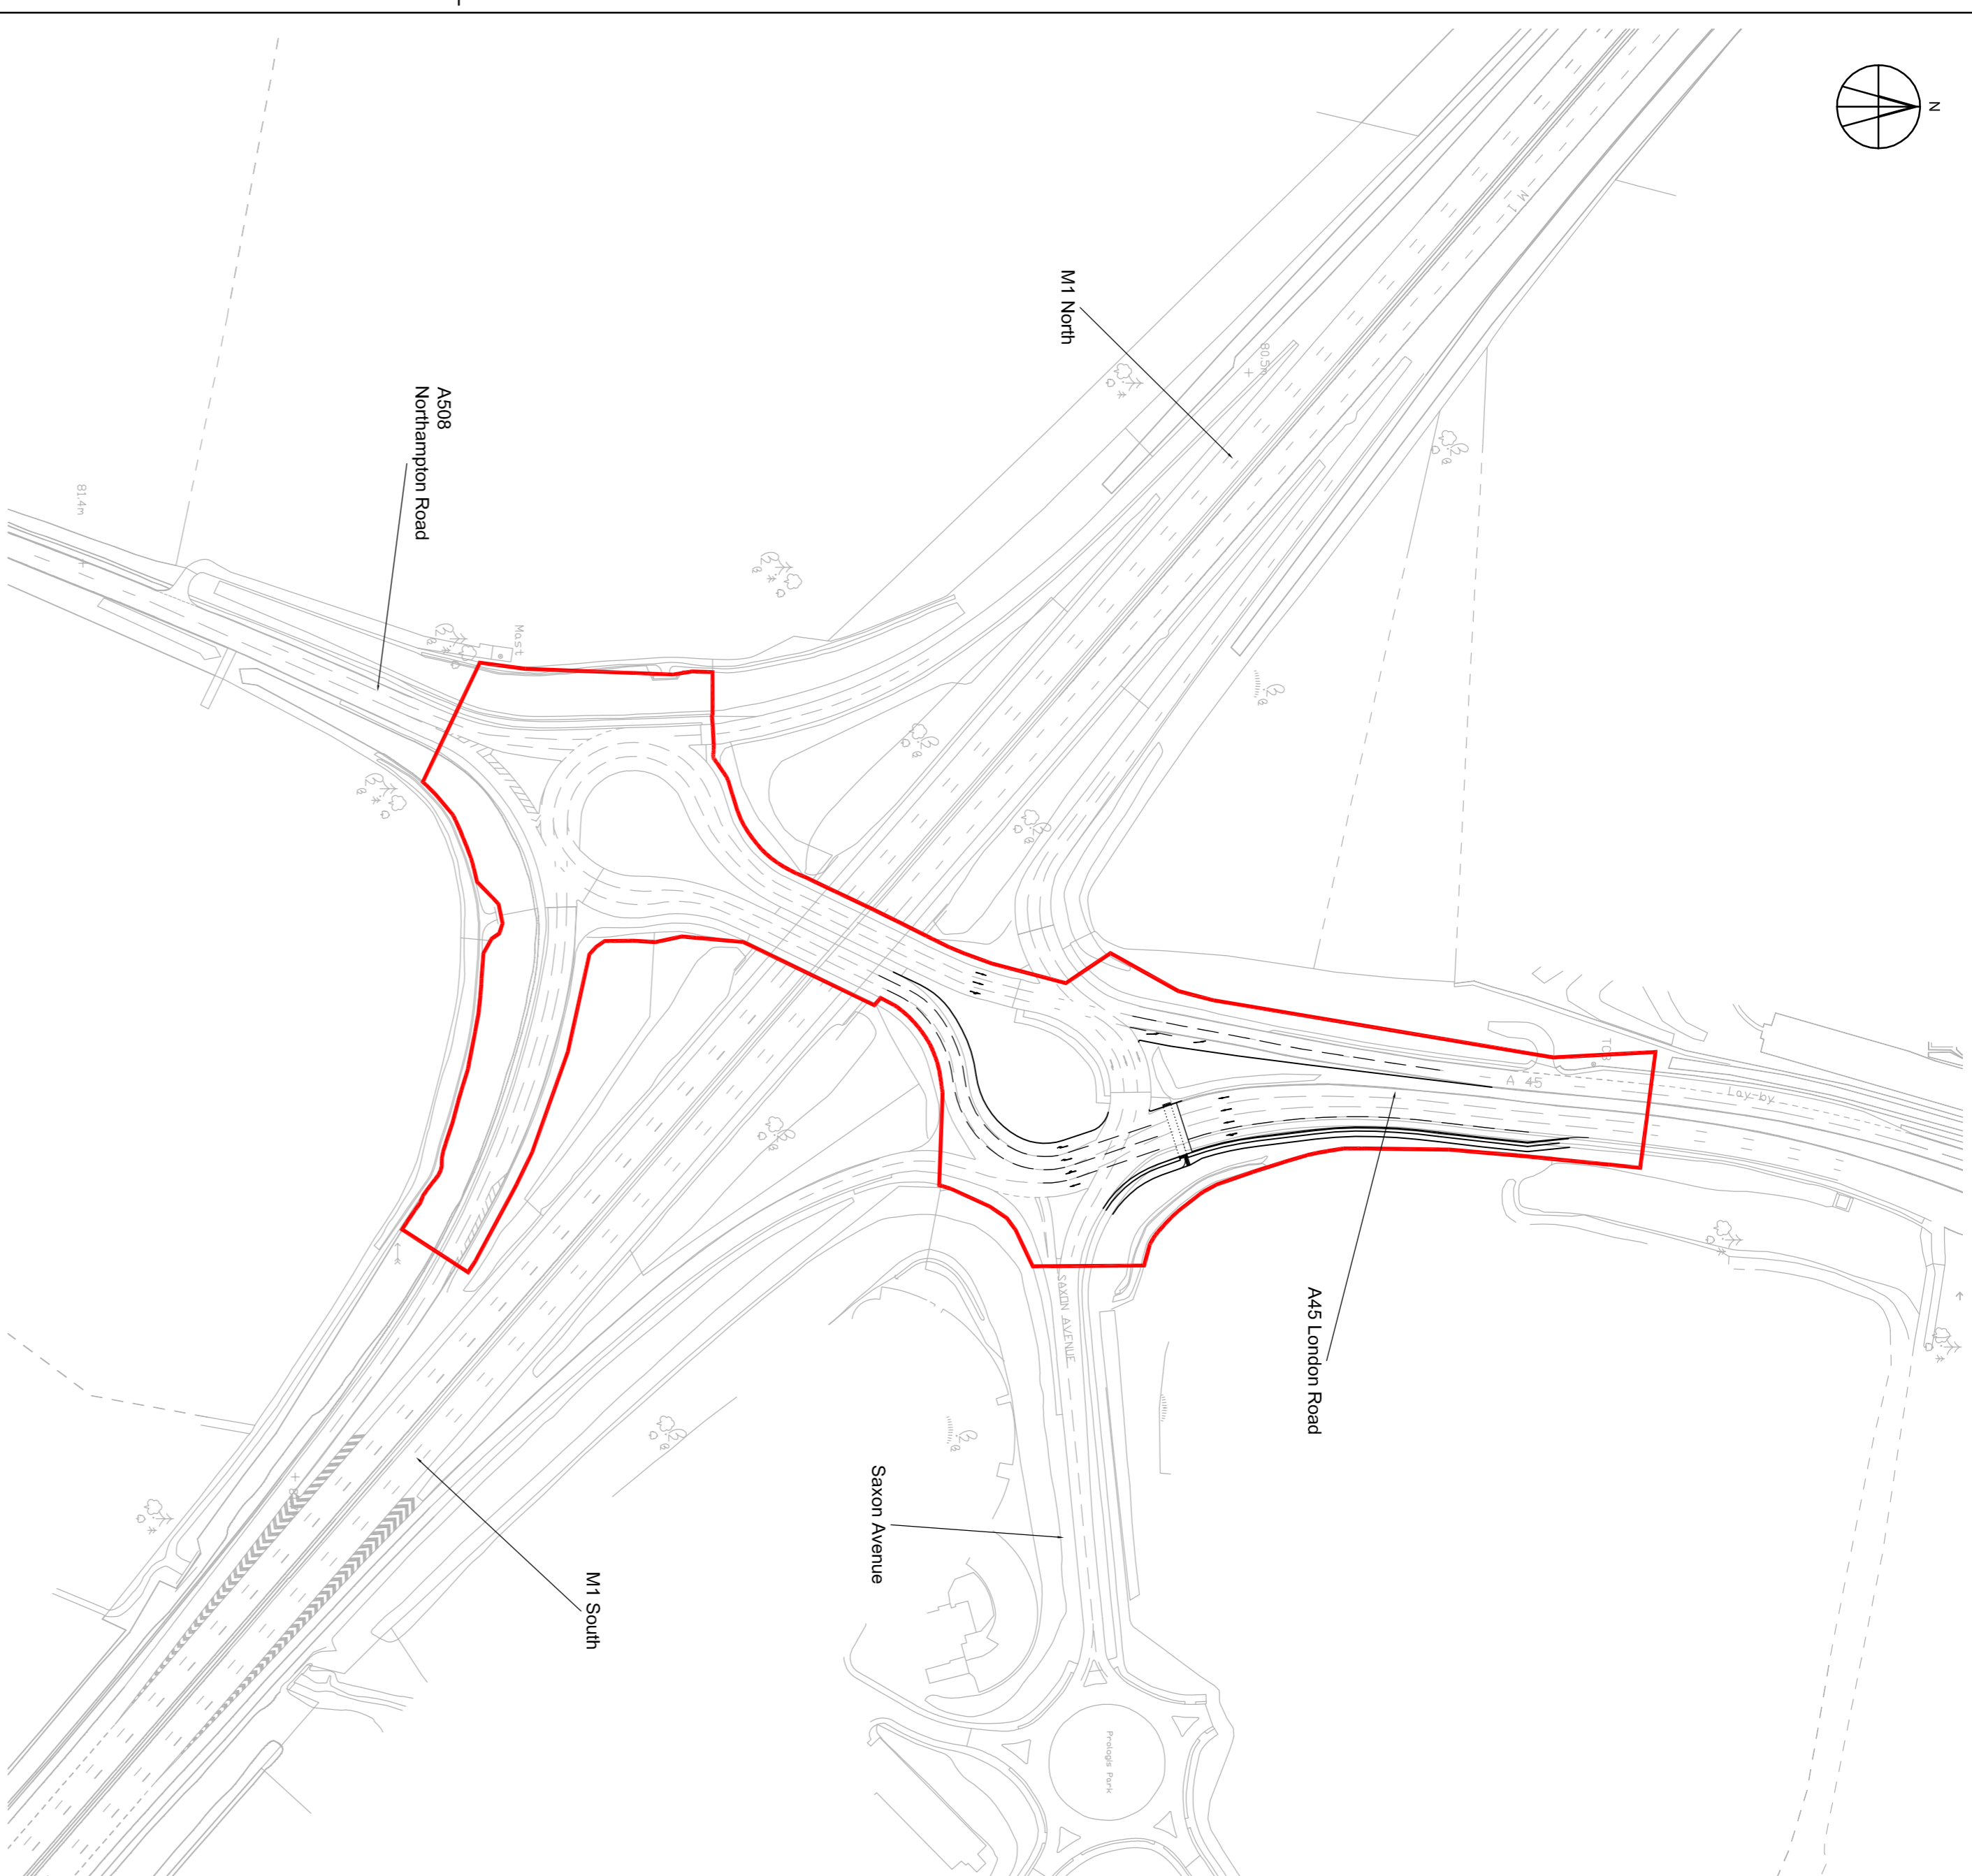 N
M 1
M1 North
80.5m
A508
Northampton Road
81.4m
Mast
TCB
A 45
Lay-by
A45 London Road
SAXON AVENUE
Saxon Avenue
M1 South
Prologis Park